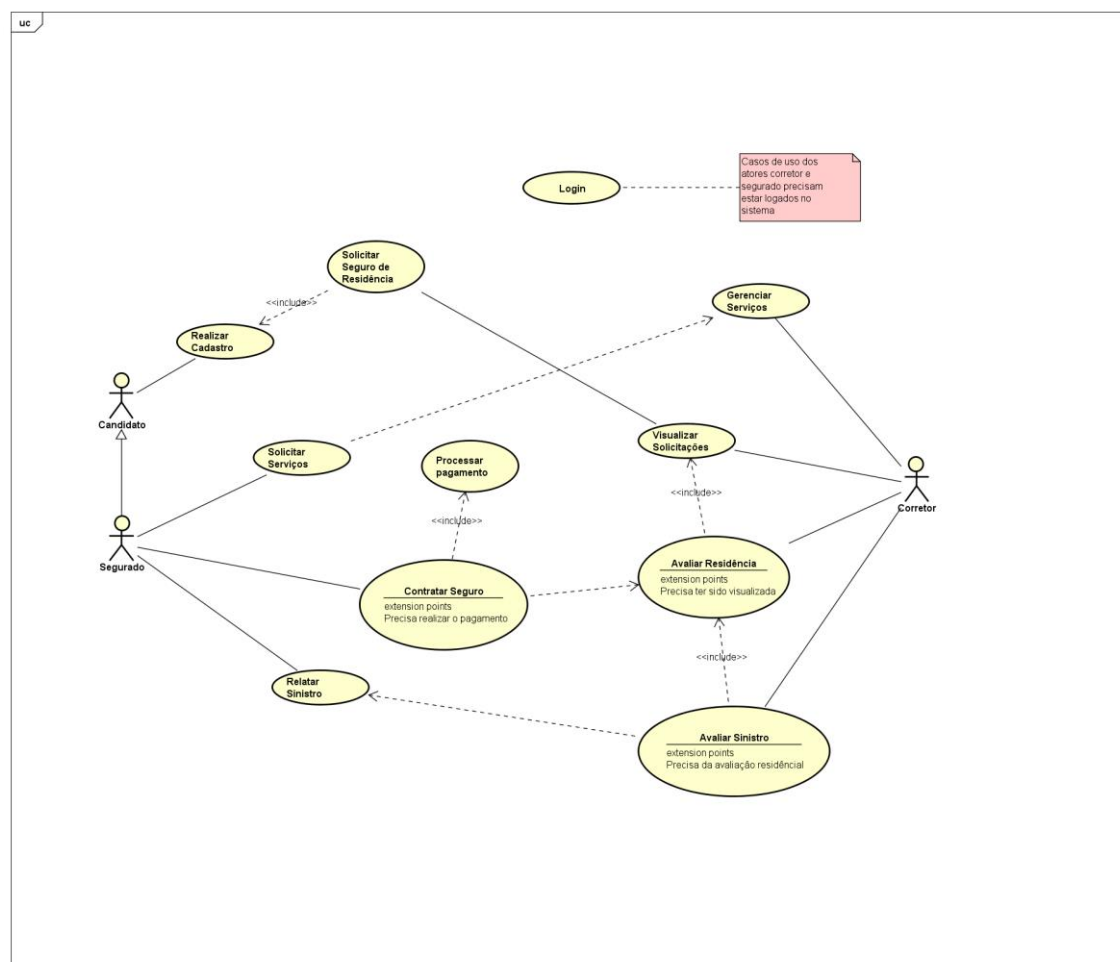 uc
Casos de uso dos
atores corretor e
segurado precisam
estar logados no
sistema
Login
Solicitar
Seguro de
Residência
<<include>>
Gerenciar
Serviços
Realizar
Cadastro
Candidato
Visualizar
Solicitações
Solicitar
Serviços
Processar
pagamento
<<include>>
<<include>>
Corretor
Segurado
Avaliar Residência
extension points
Precisa ter sido visualizada
Contratar Seguro
extension points
Precisa realizar o pagamento
<<include>>
Relatar
Sinistro
Avaliar Sinistro
extension points
Precisa da avaliação residêncial